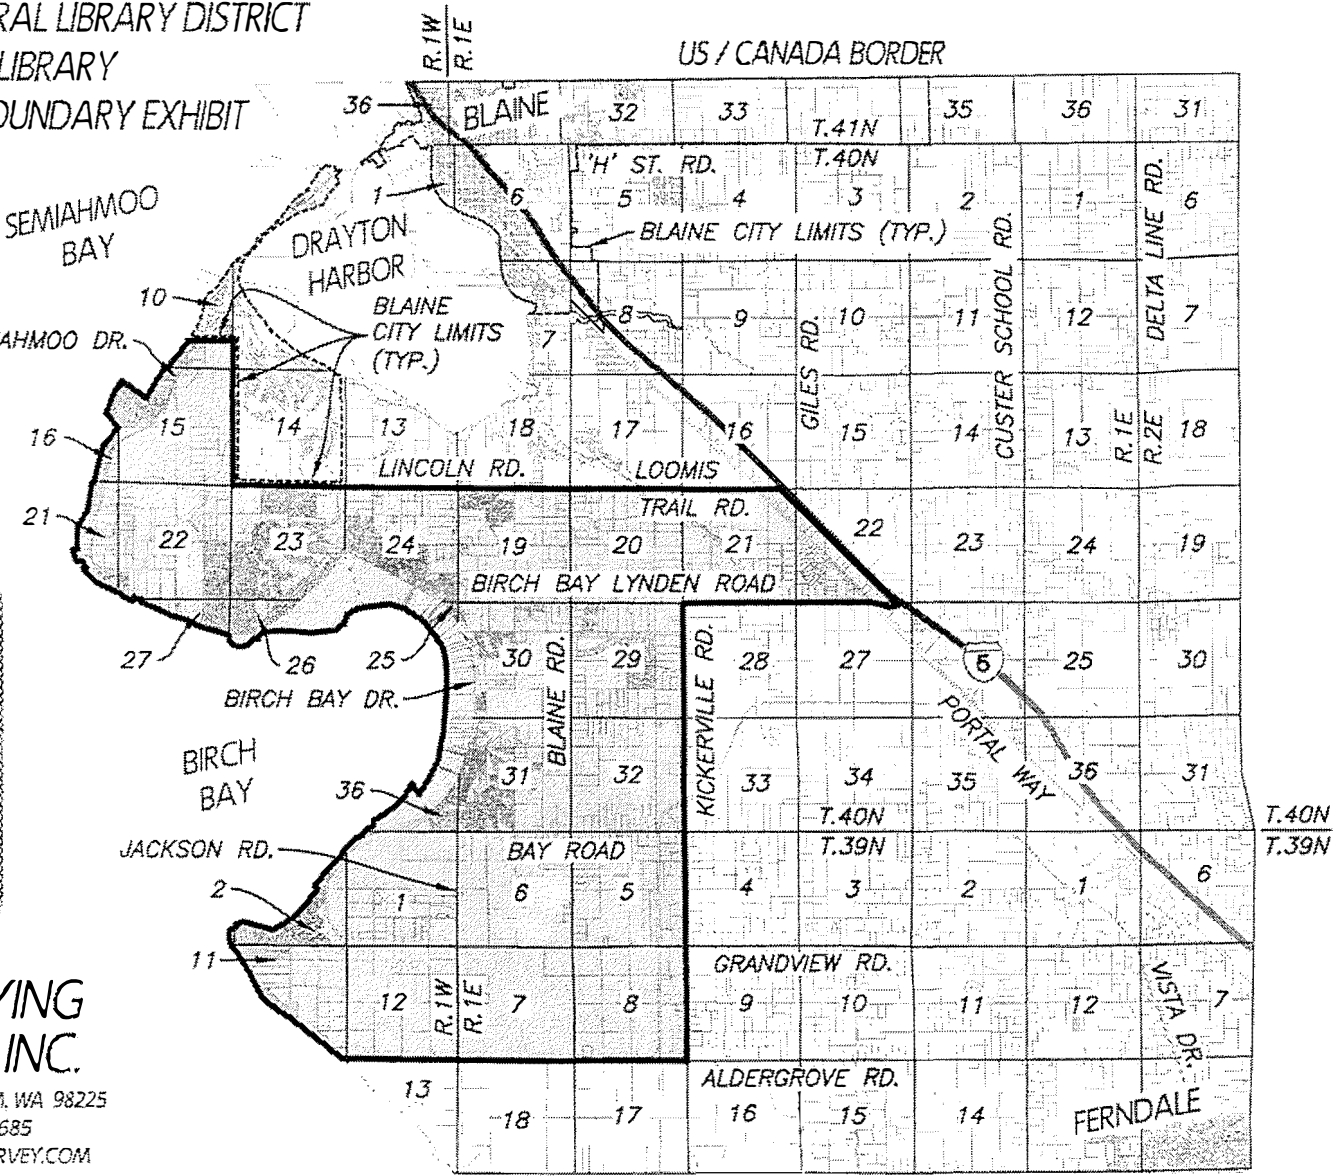 RAL LIBRARY DISTRICT
LIBRARY
OUNDARY EXHIBIT
R.1W
R.1E
US / CANADA BORDER
36
BLAINE
32
33
T.41N
35
36
31
T.40N
'H' ST. RD.
1
6
5
4
3
2
1
6
SEMIAHMOO
BAY
BLAINE CITY LIMITS (TYP.)
DRAYTON
HARBOR
CUSTER SCHOOL RD.
DELTA LINE RD.
10
BLAINE
CITY LIMITS
(TYP.)
7
8
9
GILES RD.
10
11
12
7
AHMOO DR.
16
15
14
13
18
17
16
15
14
13
R.1E
R.2E
18
LINCOLN RD.
LOOMIS
TRAIL RD.
21
22
23
24
19
20
21
22
23
24
19
BIRCH BAY LYNDEN ROAD
27
26
25
30
BLAINE RD.
29
KICKERVILLE RD.
28
27
5
25
30
BIRCH BAY DR.
PORTAL WAY
BIRCH
BAY
36
31
32
33
34
35
36
31
T.40N
T.39N
T.40N
T.39N
JACKSON RD.
BAY ROAD
2
1
6
5
4
3
2
1
6
11
GRANDVIEW RD.
12
R.1W
R.1E
7
8
9
10
11
12
VISTA DR.
7
YING
INC.
ALDERGROVE RD.
13
18
17
16
15
14
FERNDALE
. WA 98225
685
RVEY.COM